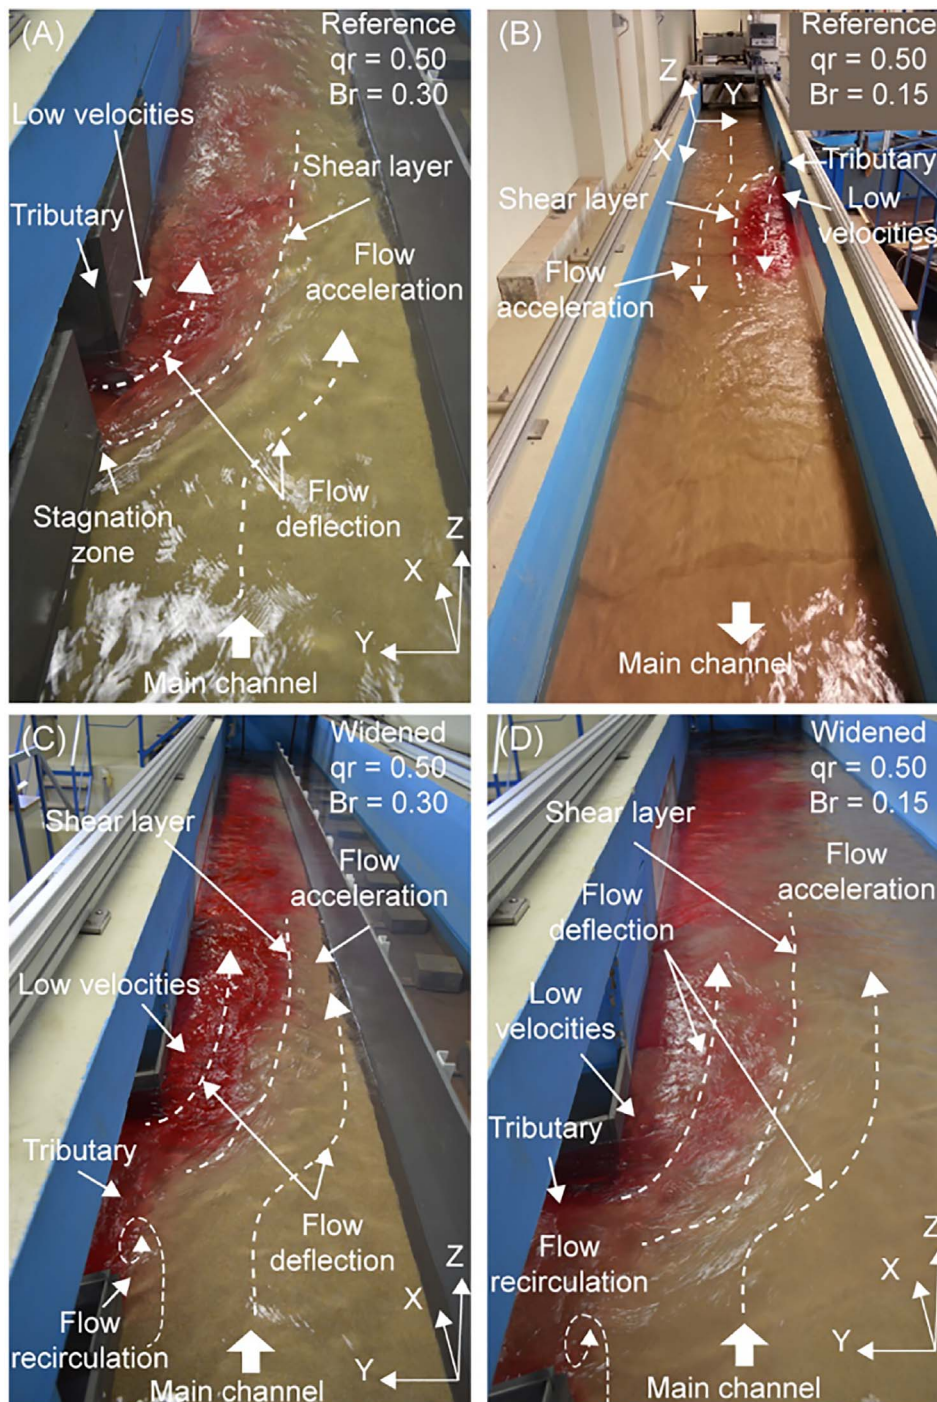 (A)
Reference
qr = 0.50
Br = 0.30
Low velocities
Shear layer
Tributary
Flow
acceleration
Stagnation
zone
Flow
deflection
Z
X
Y
Main channel
(B)
Reference
qr = 0.50
Br = 0.15
Z
Y
X
Tributary
Shear layer
Low
velocities
Flow
acceleration
Main channel
(C)
Widened
qr = 0.50
Br = 0.30
Shear layer
Flow
acceleration
Low velocities
Tributary
Flow
deflection
Flow
recirculation
Z
X
Y
Main channel
(D)
Widened
qr = 0.50
Br = 0.15
Shear layer
Flow
acceleration
Flow
deflection
Low
velocities
Tributary
Flow
recirculation
Z
X
Y
Main channel